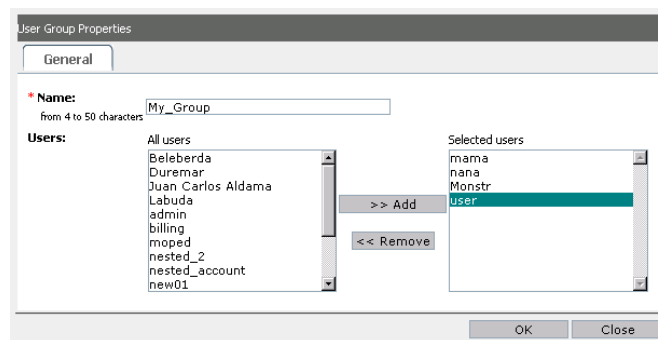 User Group Properties
General
* Name:
from 4 to 50 characters
My_Group
Users:
All users
Beleberda
Duremar
Juan Carlos Aldama
Labuda
admin
billing
moped
nested_2
nested_account
new01
>> Add
<< Remove
Selected users
mama
nana
Monstr
user
OK
Close